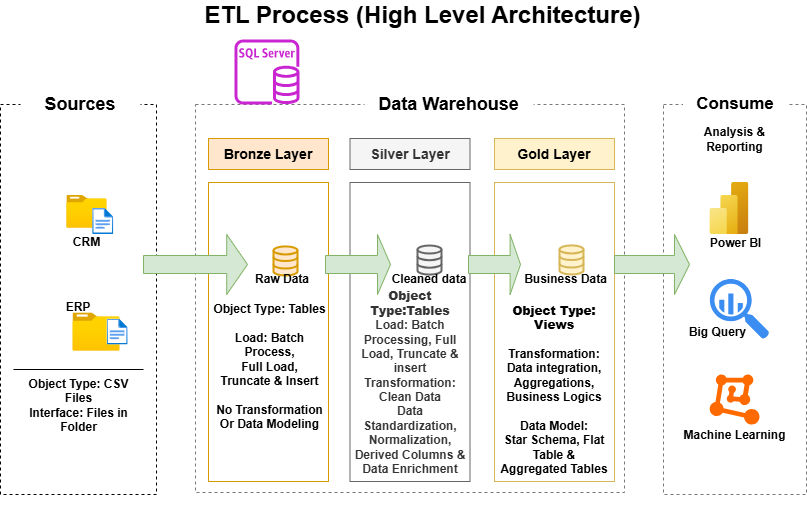 ETL Process (High Level Architecture)
SQL Server
Sources
CRM
ERP
Object Type: CSV
Files
Interface: Files in
Folder
Data Warehouse
Bronze Layer
Raw Data
Object Type: Tables
Load: Batch
Process,
Full Load,
Truncate & Insert
No Transformation
Or Data Modeling
Silver Layer
Cleaned data
Object
Type:Tables
Load: Batch
Processing, Full
Load, Truncate &
insert
Transformation:
Clean Data
Data
Standardization,
Normalization,
Derived Columns &
Data Enrichment
Gold Layer
Business Data
Object Type:
Views
Transformation:
Data integration,
Aggregations,
Business Logics
Data Model:
Star Schema, Flat
Table &
Aggregated Tables
Consume
Analysis &
Reporting
Power BI
Big Query
Machine Learning